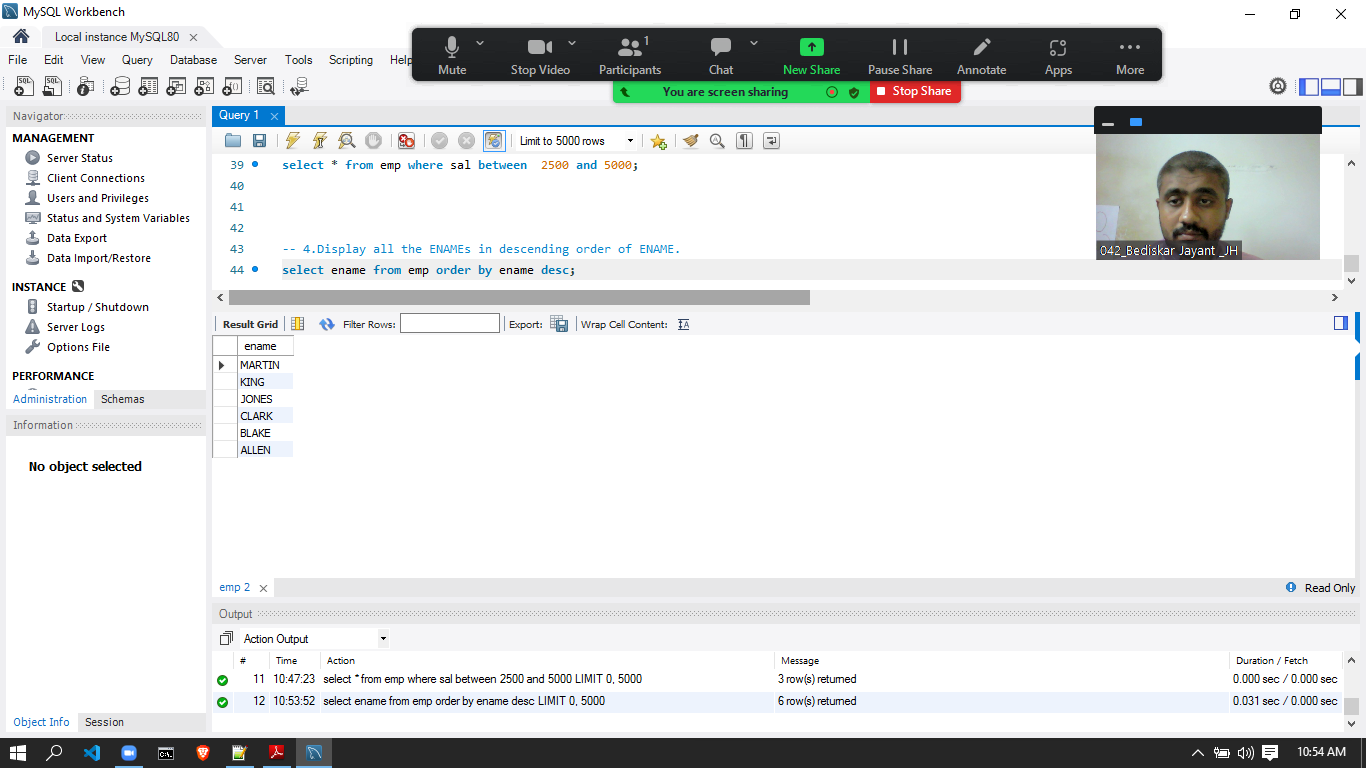 MySQL Workbench
Local instance MySQL80
File Edit View Query Database Server Tools Scripting Help
Mute Stop Video Participants 1 Chat New Share Pause Share Annotate Apps More
You are screen sharing Stop Share
Navigator
MANAGEMENT
Server Status
Client Connections
Users and Privileges
Status and System Variables
Data Export
Data Import/Restore
INSTANCE
Startup / Shutdown
Server Logs
Options File
PERFORMANCE
Administration Schemas
Information
No object selected
Object Info Session
Query 1
Limit to 5000 rows
39 select * from emp where sal between 2500 and 5000;
40
41
42
43 -- 4.Display all the ENAMEs in descending order of ENAME.
44 select ename from emp order by ename desc;
042_Bediskar Jayant _JH
Result Grid Filter Rows: Export: Wrap Cell Content:
ename
MARTIN
KING
JONES
CLARK
BLAKE
ALLEN
emp 2 Read Only
Output
Action Output
# Time Action Message Duration / Fetch
11 10:47:23 select * from emp where sal between 2500 and 5000 LIMIT 0, 5000 3 row(s) returned 0.000 sec / 0.000 sec
12 10:53:52 select ename from emp order by ename desc LIMIT 0, 5000 6 row(s) returned 0.031 sec / 0.000 sec
10:54 AM